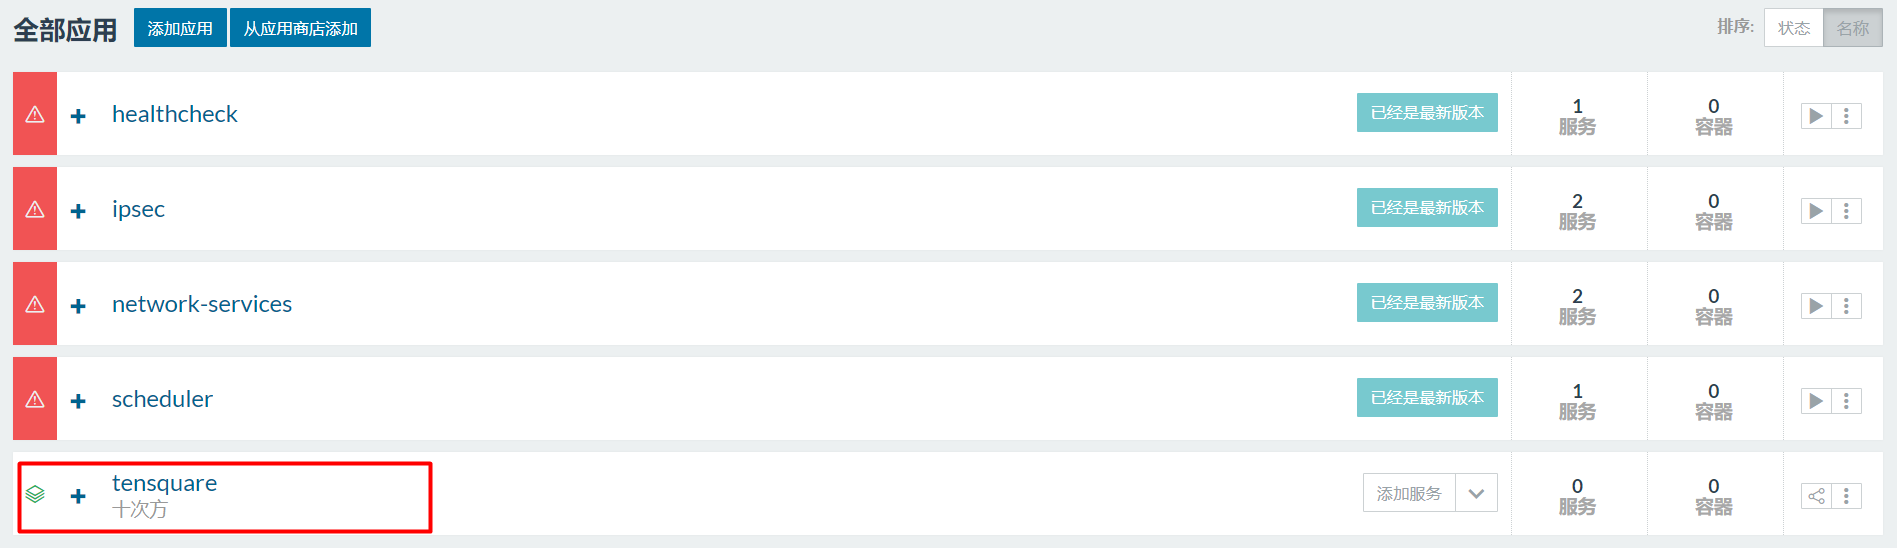 全部应用 添加应用 从应用商店添加 排序: 状态 名称
healthcheck 已经是最新版本 1 服务 0 容器
ipsec 已经是最新版本 2 服务 0 容器
network-services 已经是最新版本 2 服务 0 容器
scheduler 已经是最新版本 1 服务 0 容器
tensquare 添加服务 0 服务 0 容器
十次方